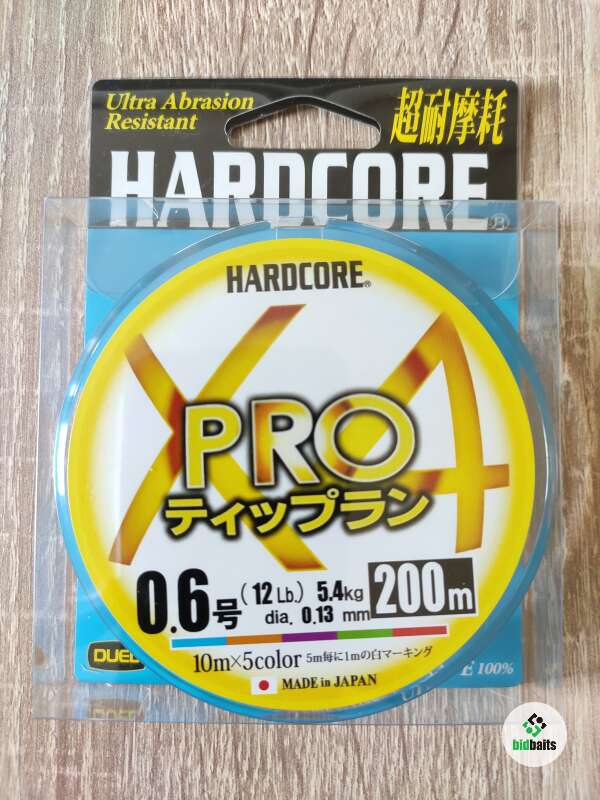 Ultra Abrasion
Resistant
超耐摩耗
HARDCORE®
HARDCORE®
X4
PRO
ティップラン
0.6号 (12 Lb.) 5.4kg
dia. 0.13 mm
200m
10m×5color 5m毎に1mの白マーキング
MADE in JAPAN
DUEL
100%
bidbaits